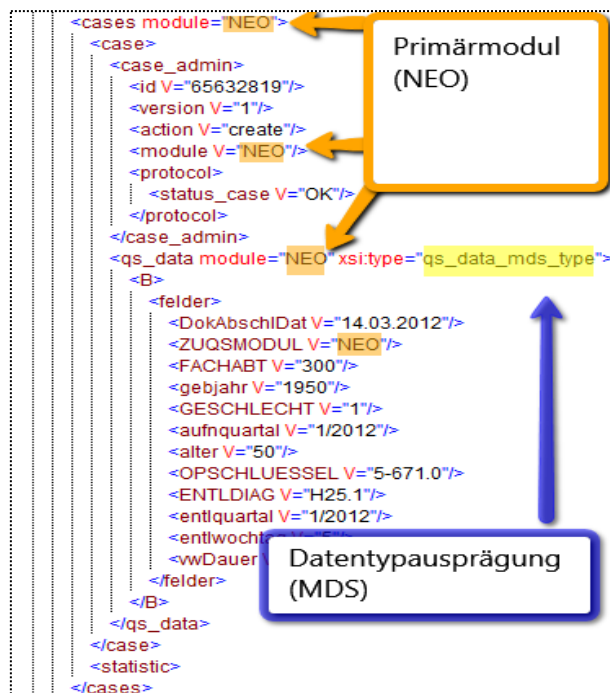 <cases module="NEO">
<case>
<case_admin>
<id V="65632819"/>
<version V="1"/>
<action V="create"/>
<module V="NEO"/>
<protocol>
<status_case V="OK"/>
</protocol>
</case_admin>
<qs_data module="NEO" xsi:type="qs_data_mds_type">
<B>
<felder>
<DokAbschlDat V="14.03.2012"/>
<ZUQSMODUL V="NEO"/>
<FACHABT V="300"/>
<gebjahr V="1950"/>
<GESCHLECHT V="1"/>
<aufnquartal V="1/2012"/>
<alter V="50"/>
<OPSCHLUESSEL V="5-671.0"/>
<ENTLDIAG V="H25.1"/>
<entlquartal V="1/2012"/>
<entlwochtag
<vwDauer
</felder>
</B>
</qs_data>
</case>
<statistic>
</cases>
Primärmodul
(NEO)
Datentypausprägung
(MDS)